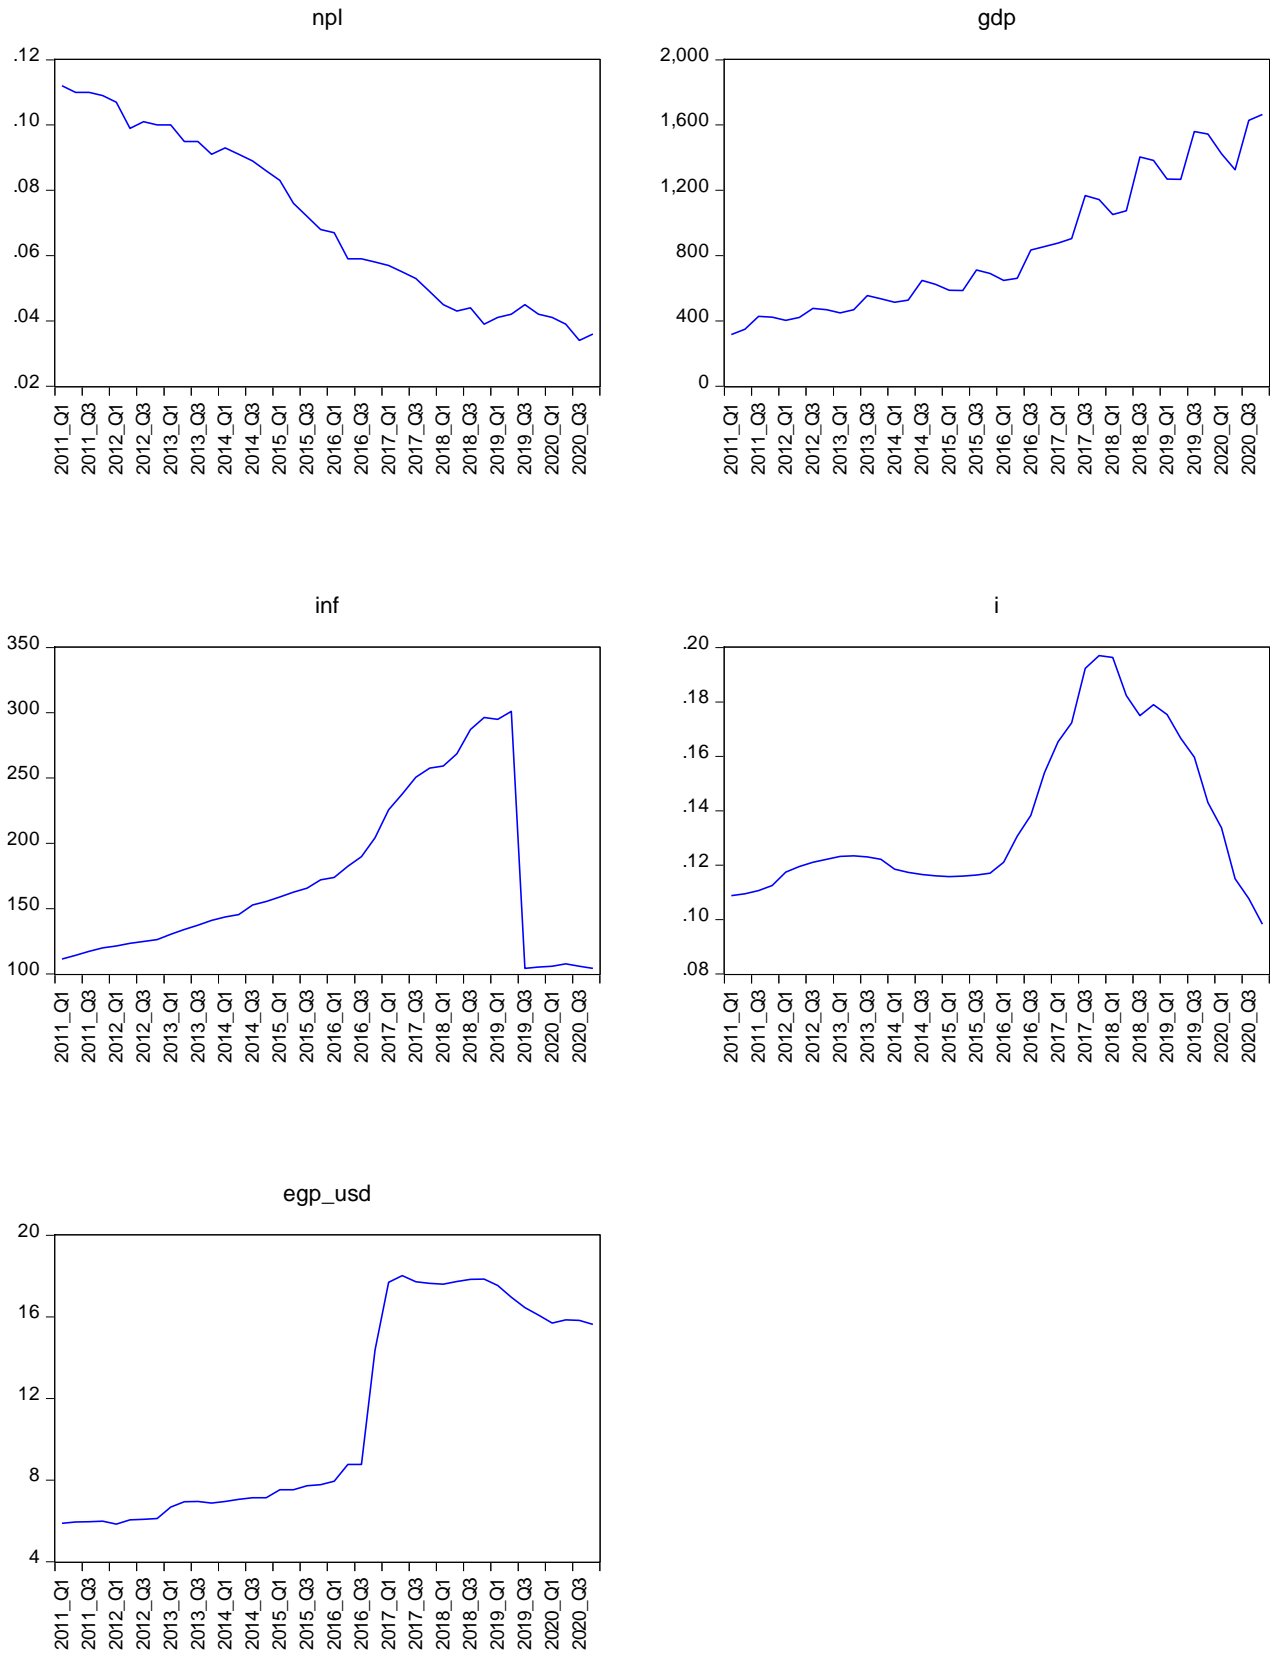 npl
.12
.10
.08
.06
.04
.02
2011_Q1
2011_Q3
2012_Q1
2012_Q3
2013_Q1
2013_Q3
2014_Q1
2014_Q3
2015_Q1
2015_Q3
2016_Q1
2016_Q3
2017_Q1
2017_Q3
2018_Q1
2018_Q3
2019_Q1
2019_Q3
2020_Q1
2020_Q3
gdp
2,000
1,600
1,200
800
400
0
2011_Q1
2011_Q3
2012_Q1
2012_Q3
2013_Q1
2013_Q3
2014_Q1
2014_Q3
2015_Q1
2015_Q3
2016_Q1
2016_Q3
2017_Q1
2017_Q3
2018_Q1
2018_Q3
2019_Q1
2019_Q3
2020_Q1
2020_Q3
inf
350
300
250
200
150
100
2011_Q1
2011_Q3
2012_Q1
2012_Q3
2013_Q1
2013_Q3
2014_Q1
2014_Q3
2015_Q1
2015_Q3
2016_Q1
2016_Q3
2017_Q1
2017_Q3
2018_Q1
2018_Q3
2019_Q1
2019_Q3
2020_Q1
2020_Q3
i
.20
.18
.16
.14
.12
.10
.08
2011_Q1
2011_Q3
2012_Q1
2012_Q3
2013_Q1
2013_Q3
2014_Q1
2014_Q3
2015_Q1
2015_Q3
2016_Q1
2016_Q3
2017_Q1
2017_Q3
2018_Q1
2018_Q3
2019_Q1
2019_Q3
2020_Q1
2020_Q3
egp_usd
20
16
12
8
4
2011_Q1
2011_Q3
2012_Q1
2012_Q3
2013_Q1
2013_Q3
2014_Q1
2014_Q3
2015_Q1
2015_Q3
2016_Q1
2016_Q3
2017_Q1
2017_Q3
2018_Q1
2018_Q3
2019_Q1
2019_Q3
2020_Q1
2020_Q3